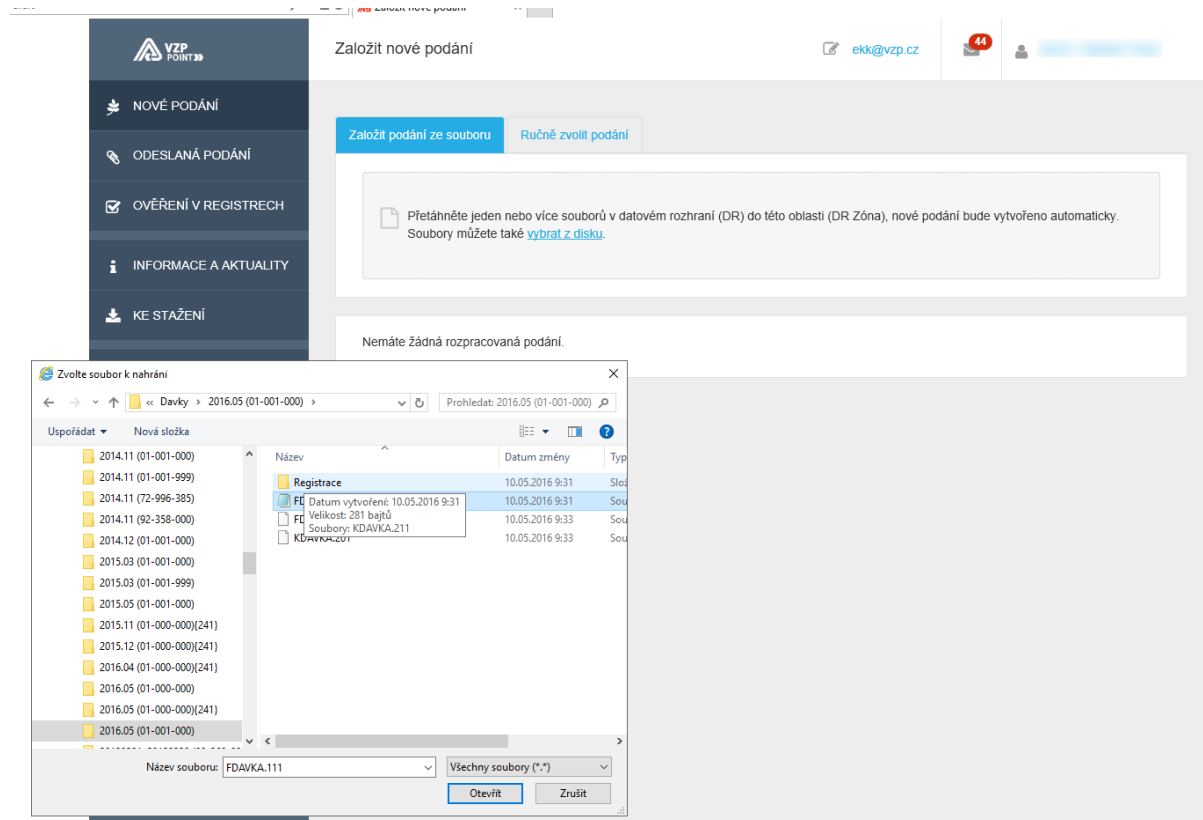 Založit nové podání
VZP
POINT
Založit nové podání
ekk@vzp.cz
44
NOVÉ PODÁNÍ
ODESLANÁ PODÁNÍ
OVĚŘENÍ V REGISTRECH
INFORMACE A AKTUALITY
KE STAŽENÍ
Založit podání ze souboru
Ručně zvolit podání
Přetáhněte jeden nebo více souborů v datovém rozhraní (DR) do této oblasti (DR Zóna), nové podání bude vytvořeno automaticky.
Soubory můžete také vybrat z disku.
Nemáte žádná rozpracovaná podání.
Zvolte soubor k nahrání
« Davky › 2016.05 (01-001-000) ›
Prohledat: 2016.05 (01-001-000)
Uspořádat
Nová složka
2014.11 (01-001-000)
2014.11 (01-001-999)
2014.11 (72-996-385)
2014.11 (92-358-000)
2014.12 (01-001-000)
2015.03 (01-001-000)
2015.03 (01-001-999)
2015.05 (01-001-000)
2015.11 (01-000-000){241}
2015.12 (01-000-000){241}
2016.04 (01-000-000){241}
2016.05 (01-000-000)
2016.05 (01-000-000){241}
2016.05 (01-001-000)
Název Datum změny Typ
Registrace 10.05.2016 9:31 Slož
FD 10.05.2016 9:31 Sou
FD 10.05.2016 9:33 Sou
KDAVKA.201 10.05.2016 9:33 Sou
Datum vytvoření: 10.05.2016 9:31
Velikost: 281 bajtů
Soubory: KDAVKA.211
Název souboru: FDAVKA.111
Všechny soubory (*.*)
Otevřít
Zrušit